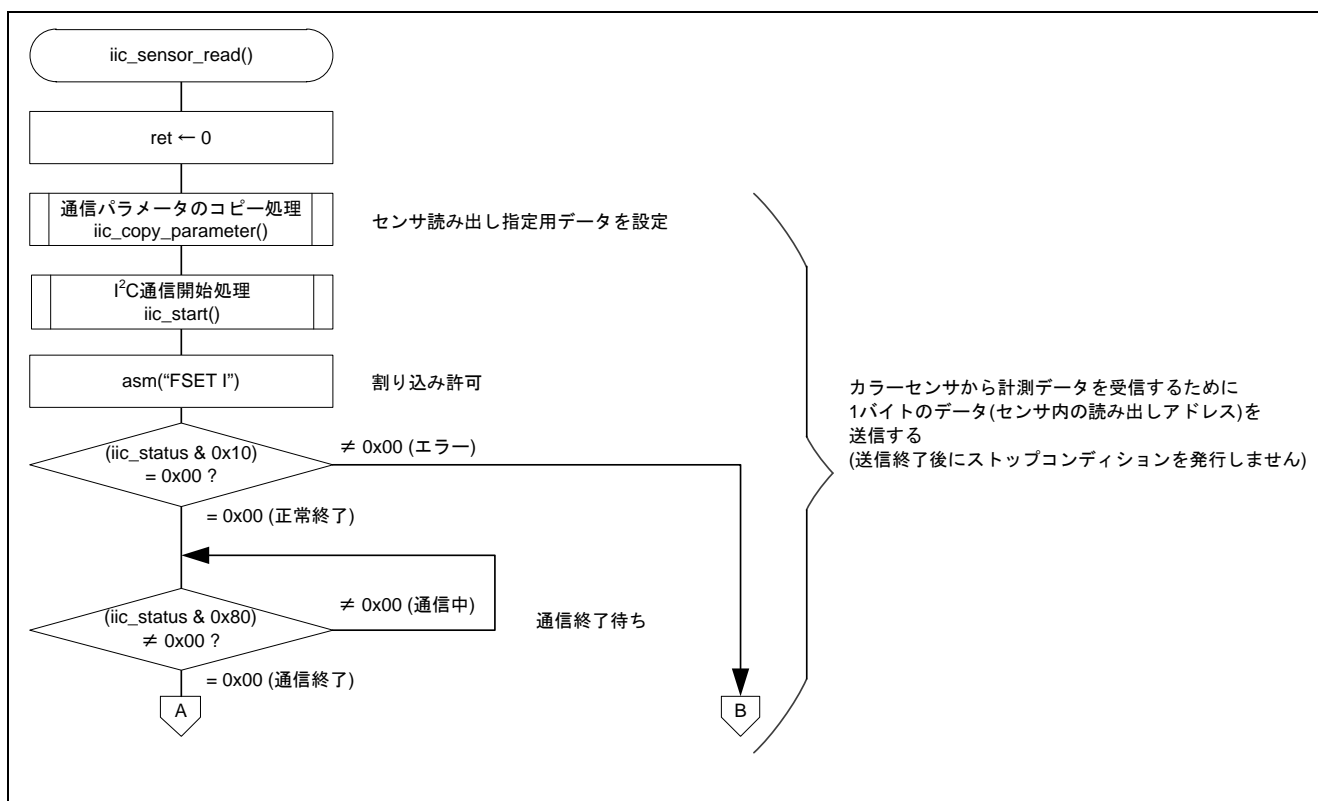 iic_sensor_read()
ret ← 0
通信パラメータのコピー処理
iic_copy_parameter()
センサ読み出し指定用データを設定
I²C通信開始処理
iic_start()
asm(“FSET I”)
割り込み許可
カラーセンサから計測データを受信するために
1バイトのデータ(センサ内の読み出しアドレス)を
送信する
(送信終了後にストップコンディションを発行しません)
(iic_status & 0x10)
= 0x00 ?
≠ 0x00 (エラー)
= 0x00 (正常終了)
(iic_status & 0x80)
≠ 0x00 ?
≠ 0x00 (通信中)
通信終了待ち
= 0x00 (通信終了)
A
B